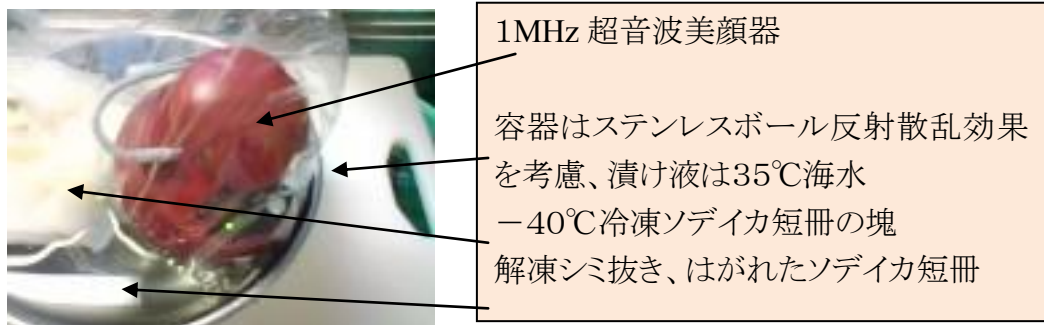 1MHz 超音波美顔器
容器はステンレスボール反射散乱効果
を考慮、漬け液は35℃海水
－40℃冷凍ソデイカ短冊の塊
解凍シミ抜き、はがれたソデイカ短冊